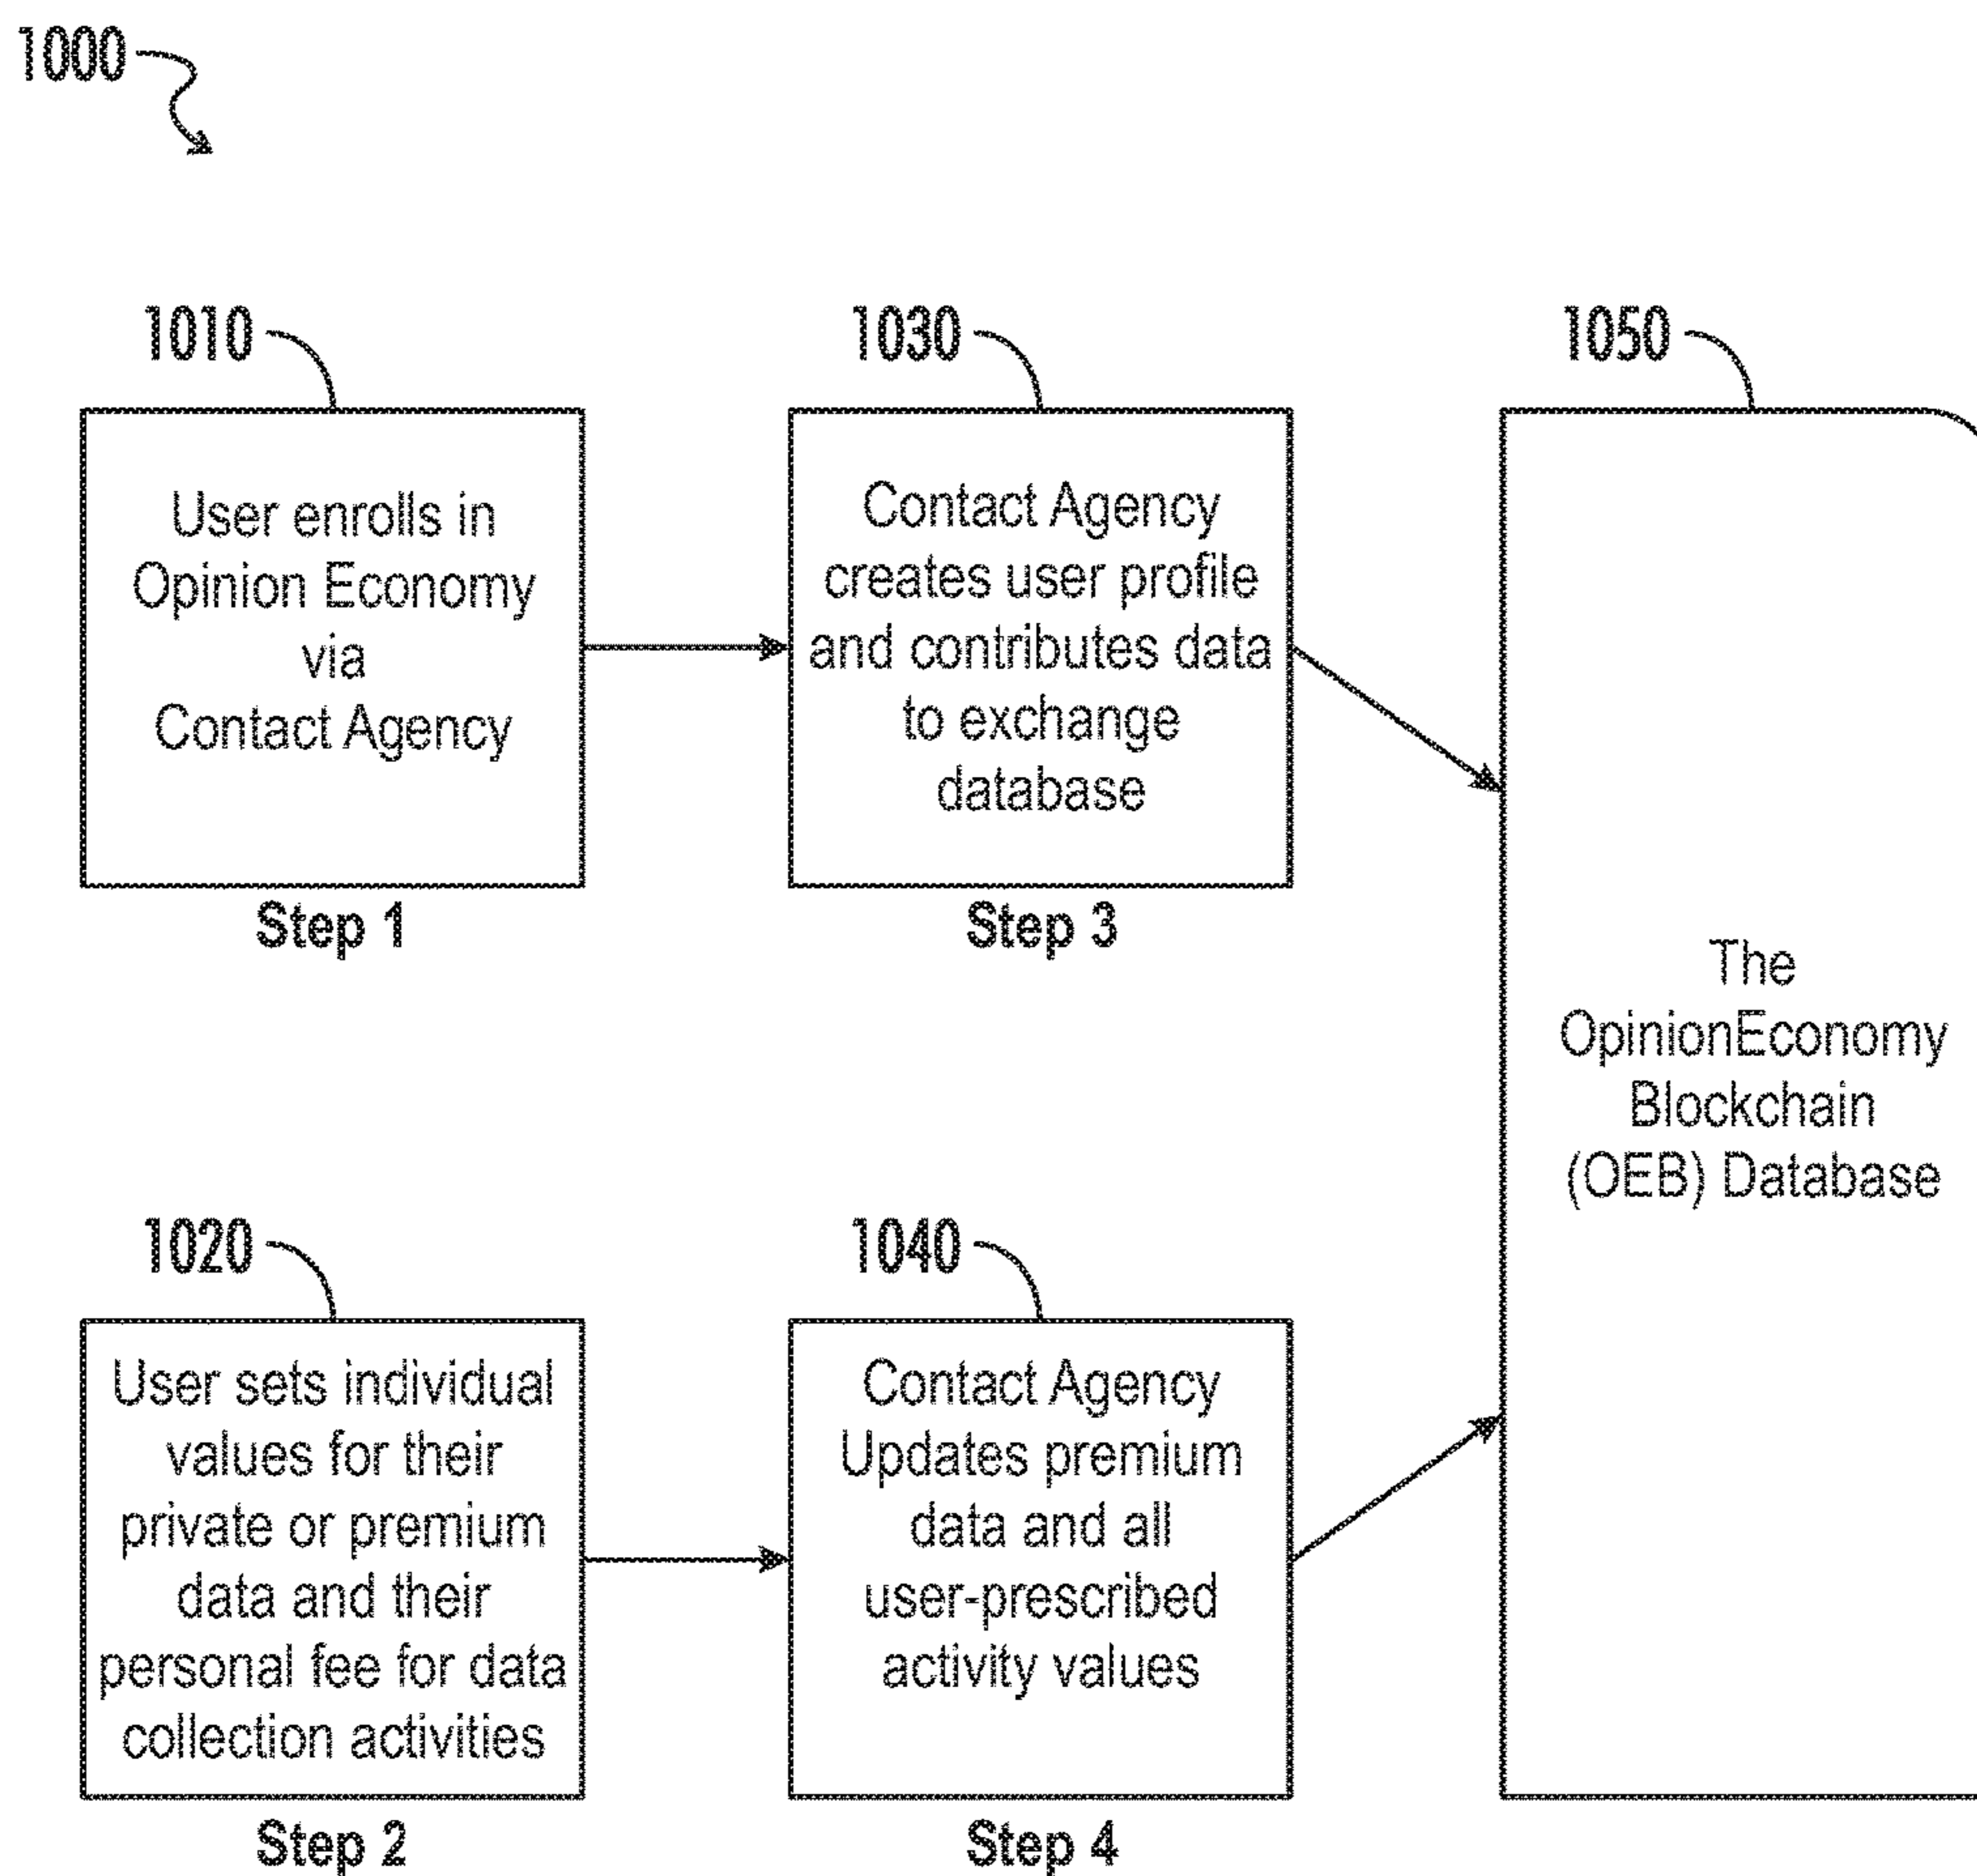 1000
1010
User enrolls in
Opinion Economy
via
Contact Agency
Step 1
1030
Contact Agency
creates user profile
and contributes data
to exchange
database
Step 3
1050
The
OpinionEconomy
Blockchain
(OEB) Database
1020
User sets individual
values for their
private or premium
data and their
personal fee for data
collection activities
Step 2
1040
Contact Agency
Updates premium
data and all
user-prescribed
activity values
Step 4